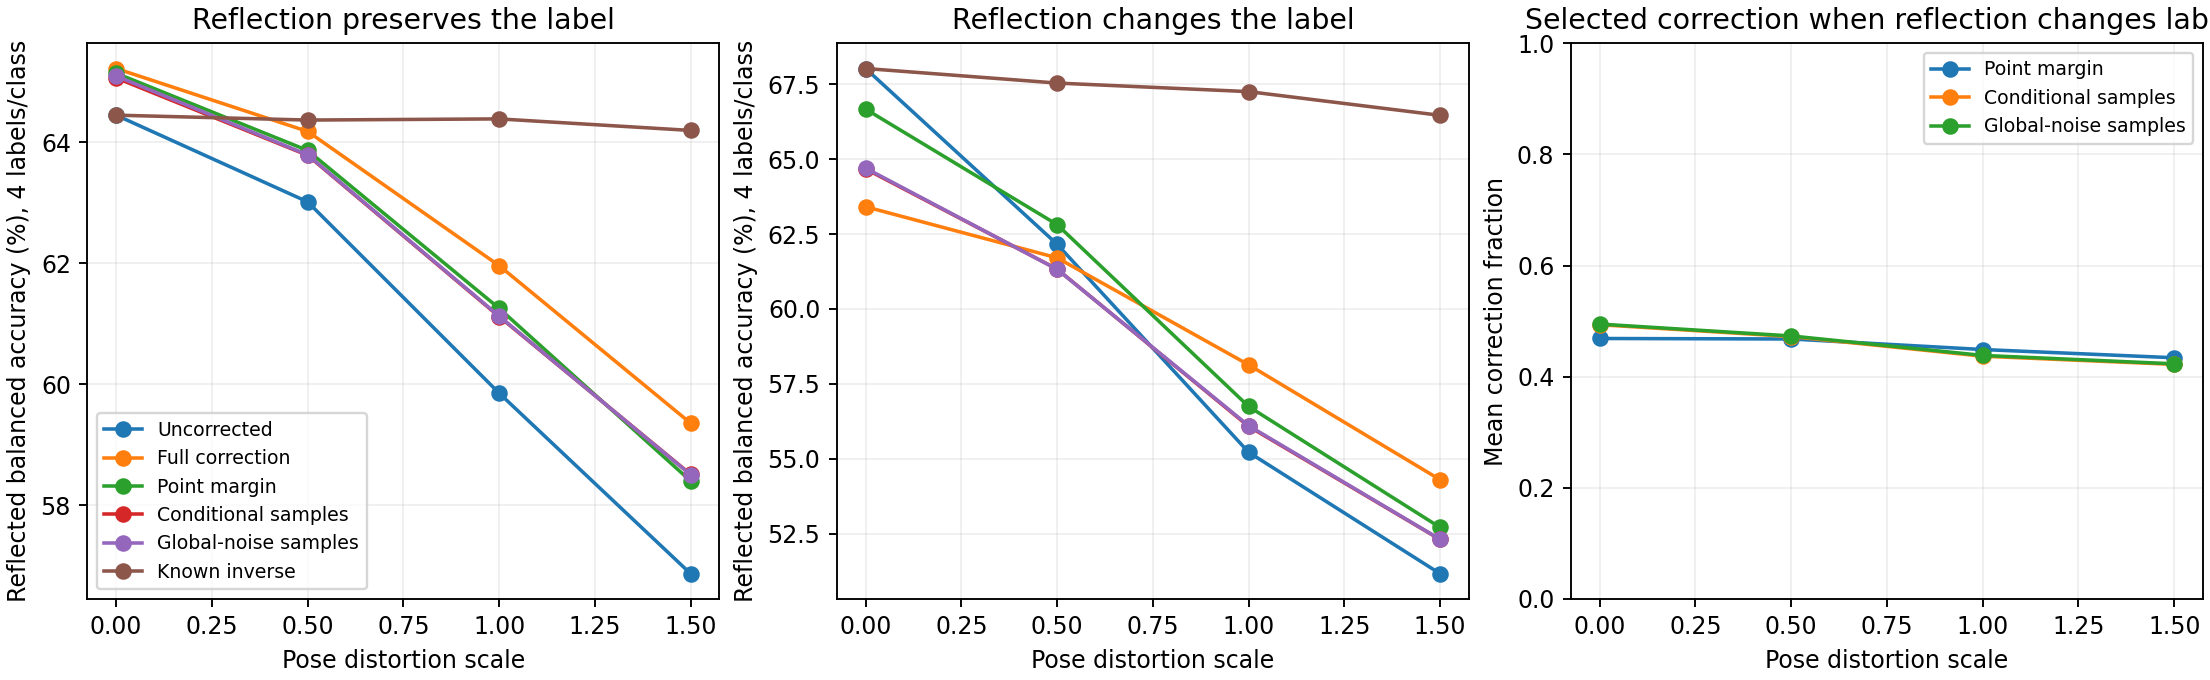 Reflection preserves the label
Reflected balanced accuracy (%), 4 labels/class
64
62
60
58
Uncorrected
Full correction
Point margin
Conditional samples
Global-noise samples
Known inverse
0.00 0.25 0.50 0.75 1.00 1.25 1.50
Pose distortion scale
Reflection changes the label
Reflected balanced accuracy (%), 4 labels/class
67.5
65.0
62.5
60.0
57.5
55.0
52.5
0.00 0.25 0.50 0.75 1.00 1.25 1.50
Pose distortion scale
Selected correction when reflection changes lab
Mean correction fraction
1.0
0.8
0.6
0.4
0.2
0.0
Point margin
Conditional samples
Global-noise samples
0.00 0.25 0.50 0.75 1.00 1.25 1.50
Pose distortion scale